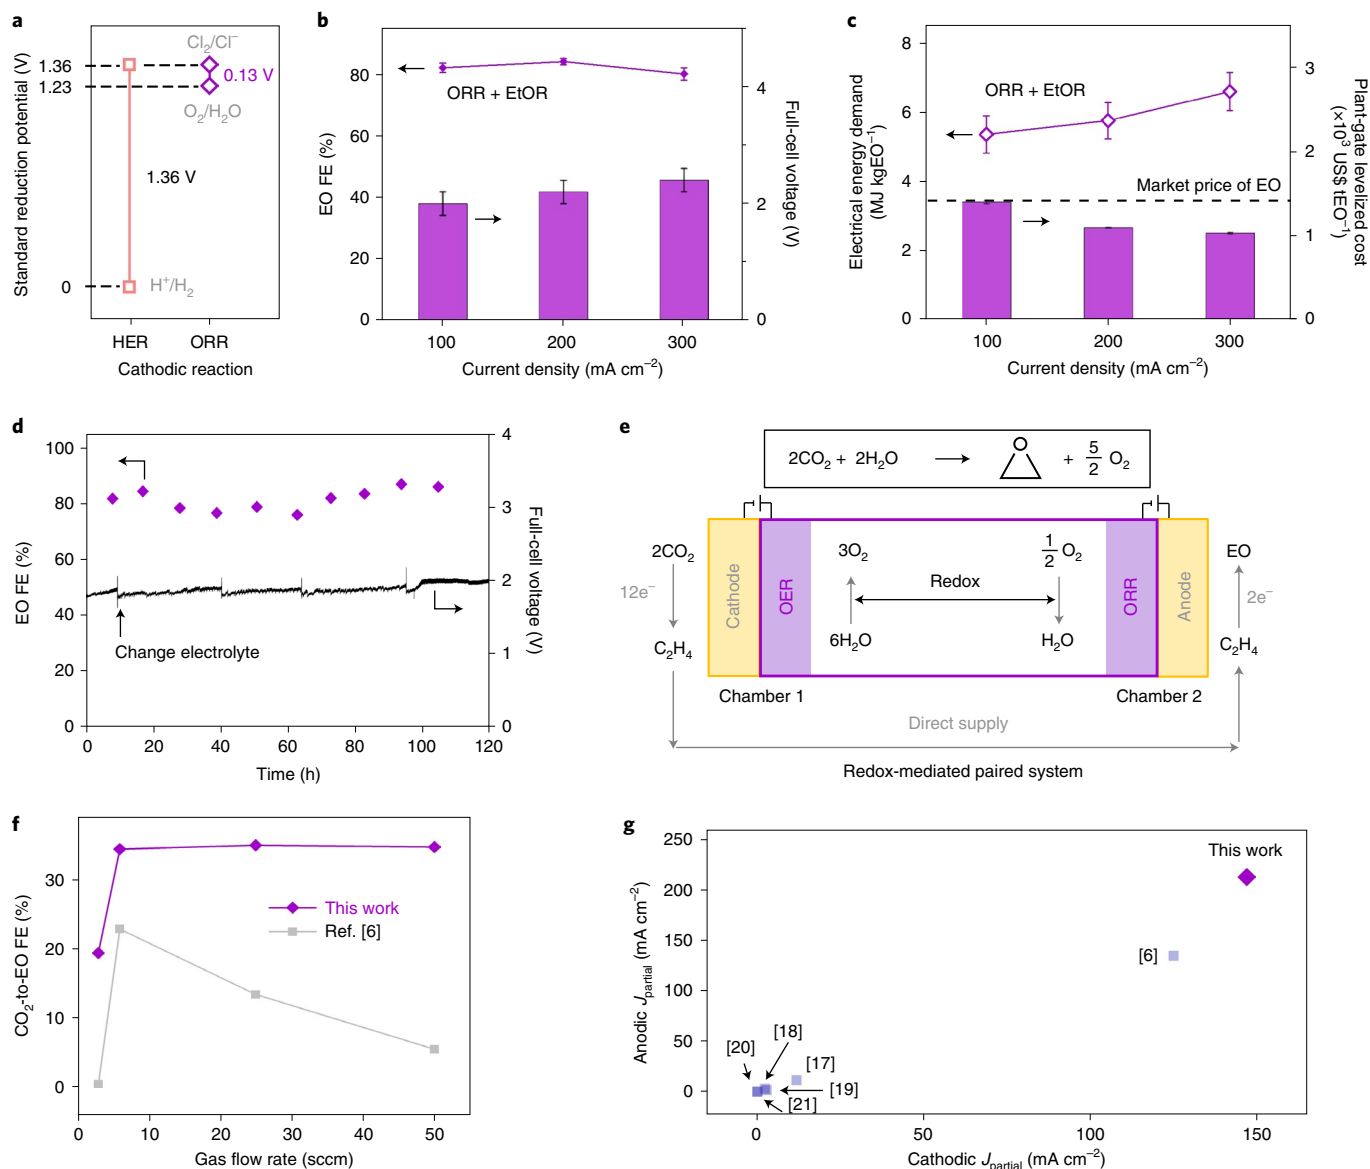 a
Standard reduction potential (V)
1.36
1.23
0
Cl₂/Cl⁻
0.13 V
O₂/H₂O
1.36 V
H⁺/H₂
HER
ORR
Cathodic reaction
b
EO FE (%)
80
60
40
20
0
ORR + EtOR
4
2
0
Full-cell voltage (V)
100
200
300
Current density (mA cm⁻²)
c
Electrical energy demand
(MJ kgEO⁻¹)
8
6
4
2
0
ORR + EtOR
Market price of EO
3
2
1
0
Plant-gate levelized cost
(×10³ US$ tEO⁻¹)
100
200
300
Current density (mA cm⁻²)
d
EO FE (%)
100
80
60
40
20
0
Change electrolyte
4
3
2
1
0
Full-cell voltage (V)
0
20
40
60
80
100
120
Time (h)
e
2CO₂ + 2H₂O → + 5/2 O₂
2CO₂
12e⁻
C₂H₄
Cathode
OER
3O₂
6H₂O
Redox
1/2 O₂
H₂O
ORR
Anode
EO
2e⁻
C₂H₄
Chamber 1
Chamber 2
Direct supply
Redox-mediated paired system
f
CO₂-to-EO FE (%)
30
20
10
0
This work
Ref. [6]
0
10
20
30
40
50
Gas flow rate (sccm)
g
Anodic Jpartial (mA cm⁻²)
250
200
150
100
50
0
This work
[6]
[18]
[20]
[17]
[19]
[21]
0
50
100
150
Cathodic Jpartial (mA cm⁻²)